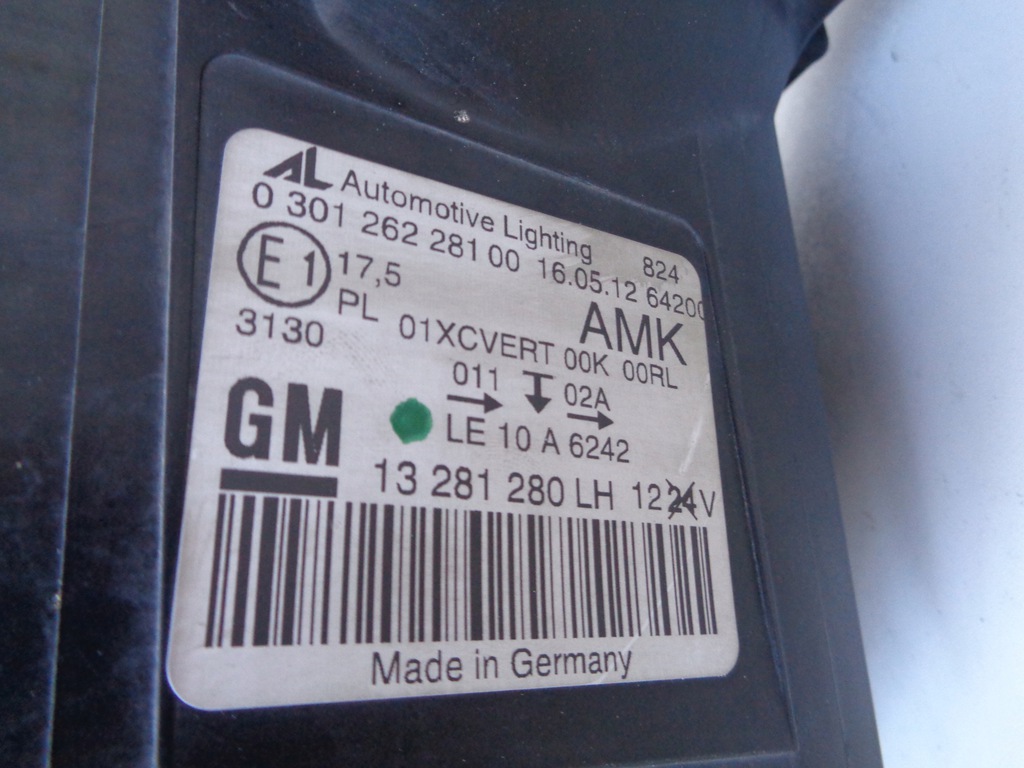 AL Automotive Lighting 824
0 301 262 281 00 16.05.12 64200
E1 17,5 AMK
3130 PL 01XCVERT 00K 00RL
011 02A
LE 10 A 6242
GM 13 281 280 LH 12 24V
Made in Germany